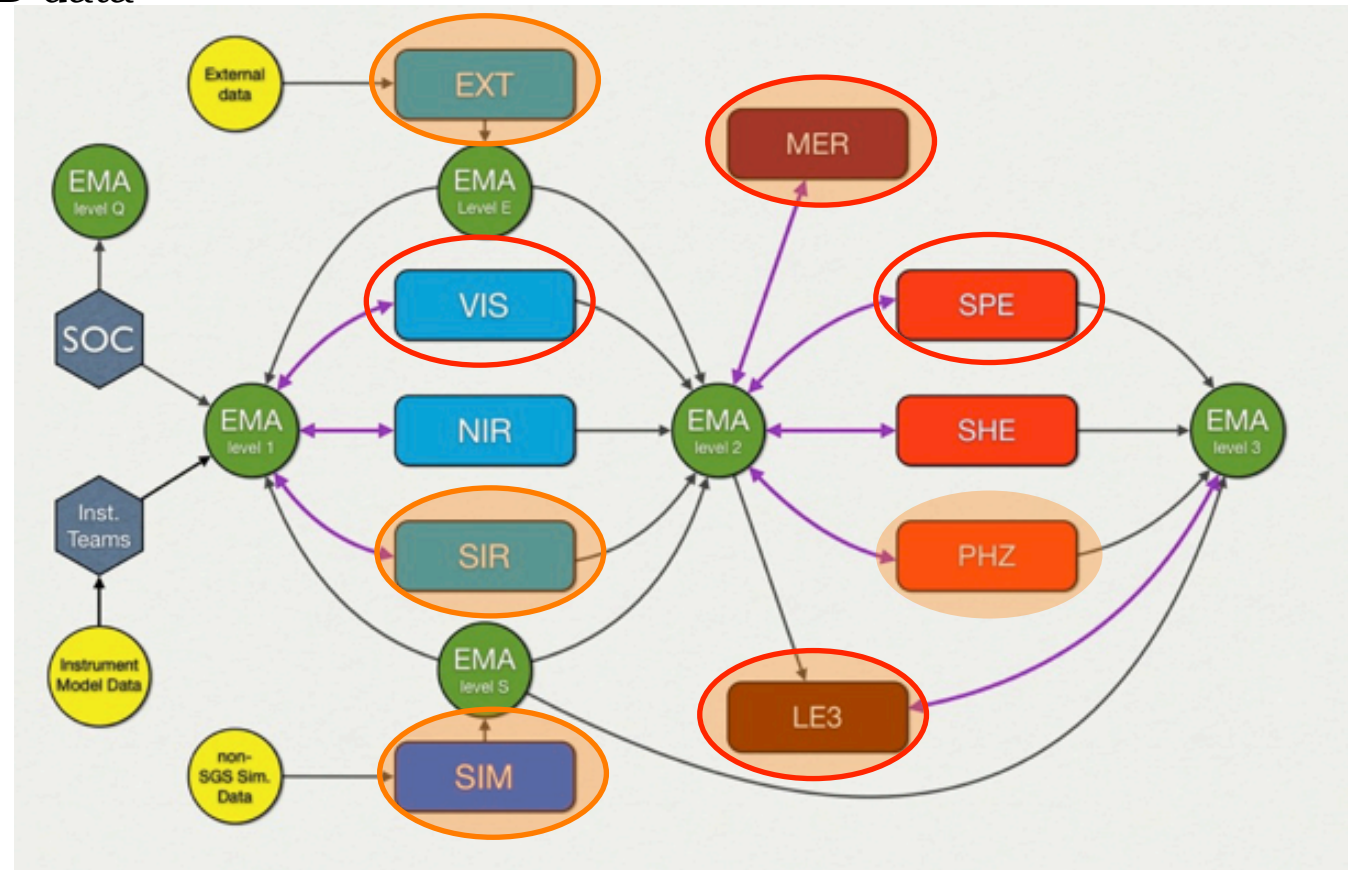 External
data
EXT
MER
EMA
level Q
EMA
Level E
VIS
SPE
SOC
EMA
level 1
NIR
EMA
level 2
SHE
EMA
level 3
Inst.
Teams
SIR
PHZ
Instrument
Model Data
EMA
level S
LE3
non-
SGS Sim.
Data
SIM